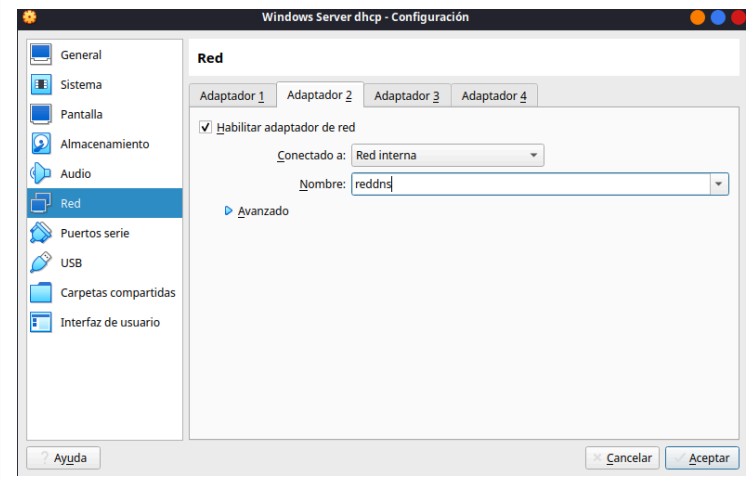 Windows Server dhcp - Configuración
General
Sistema
Pantalla
Almacenamiento
Audio
Red
Puertos serie
USB
Carpetas compartidas
Interfaz de usuario
Red
Adaptador 1 Adaptador 2 Adaptador 3 Adaptador 4
Habilitar adaptador de red
Conectado a: Red interna
Nombre: reddns
Avanzado
Ayuda Cancelar Aceptar